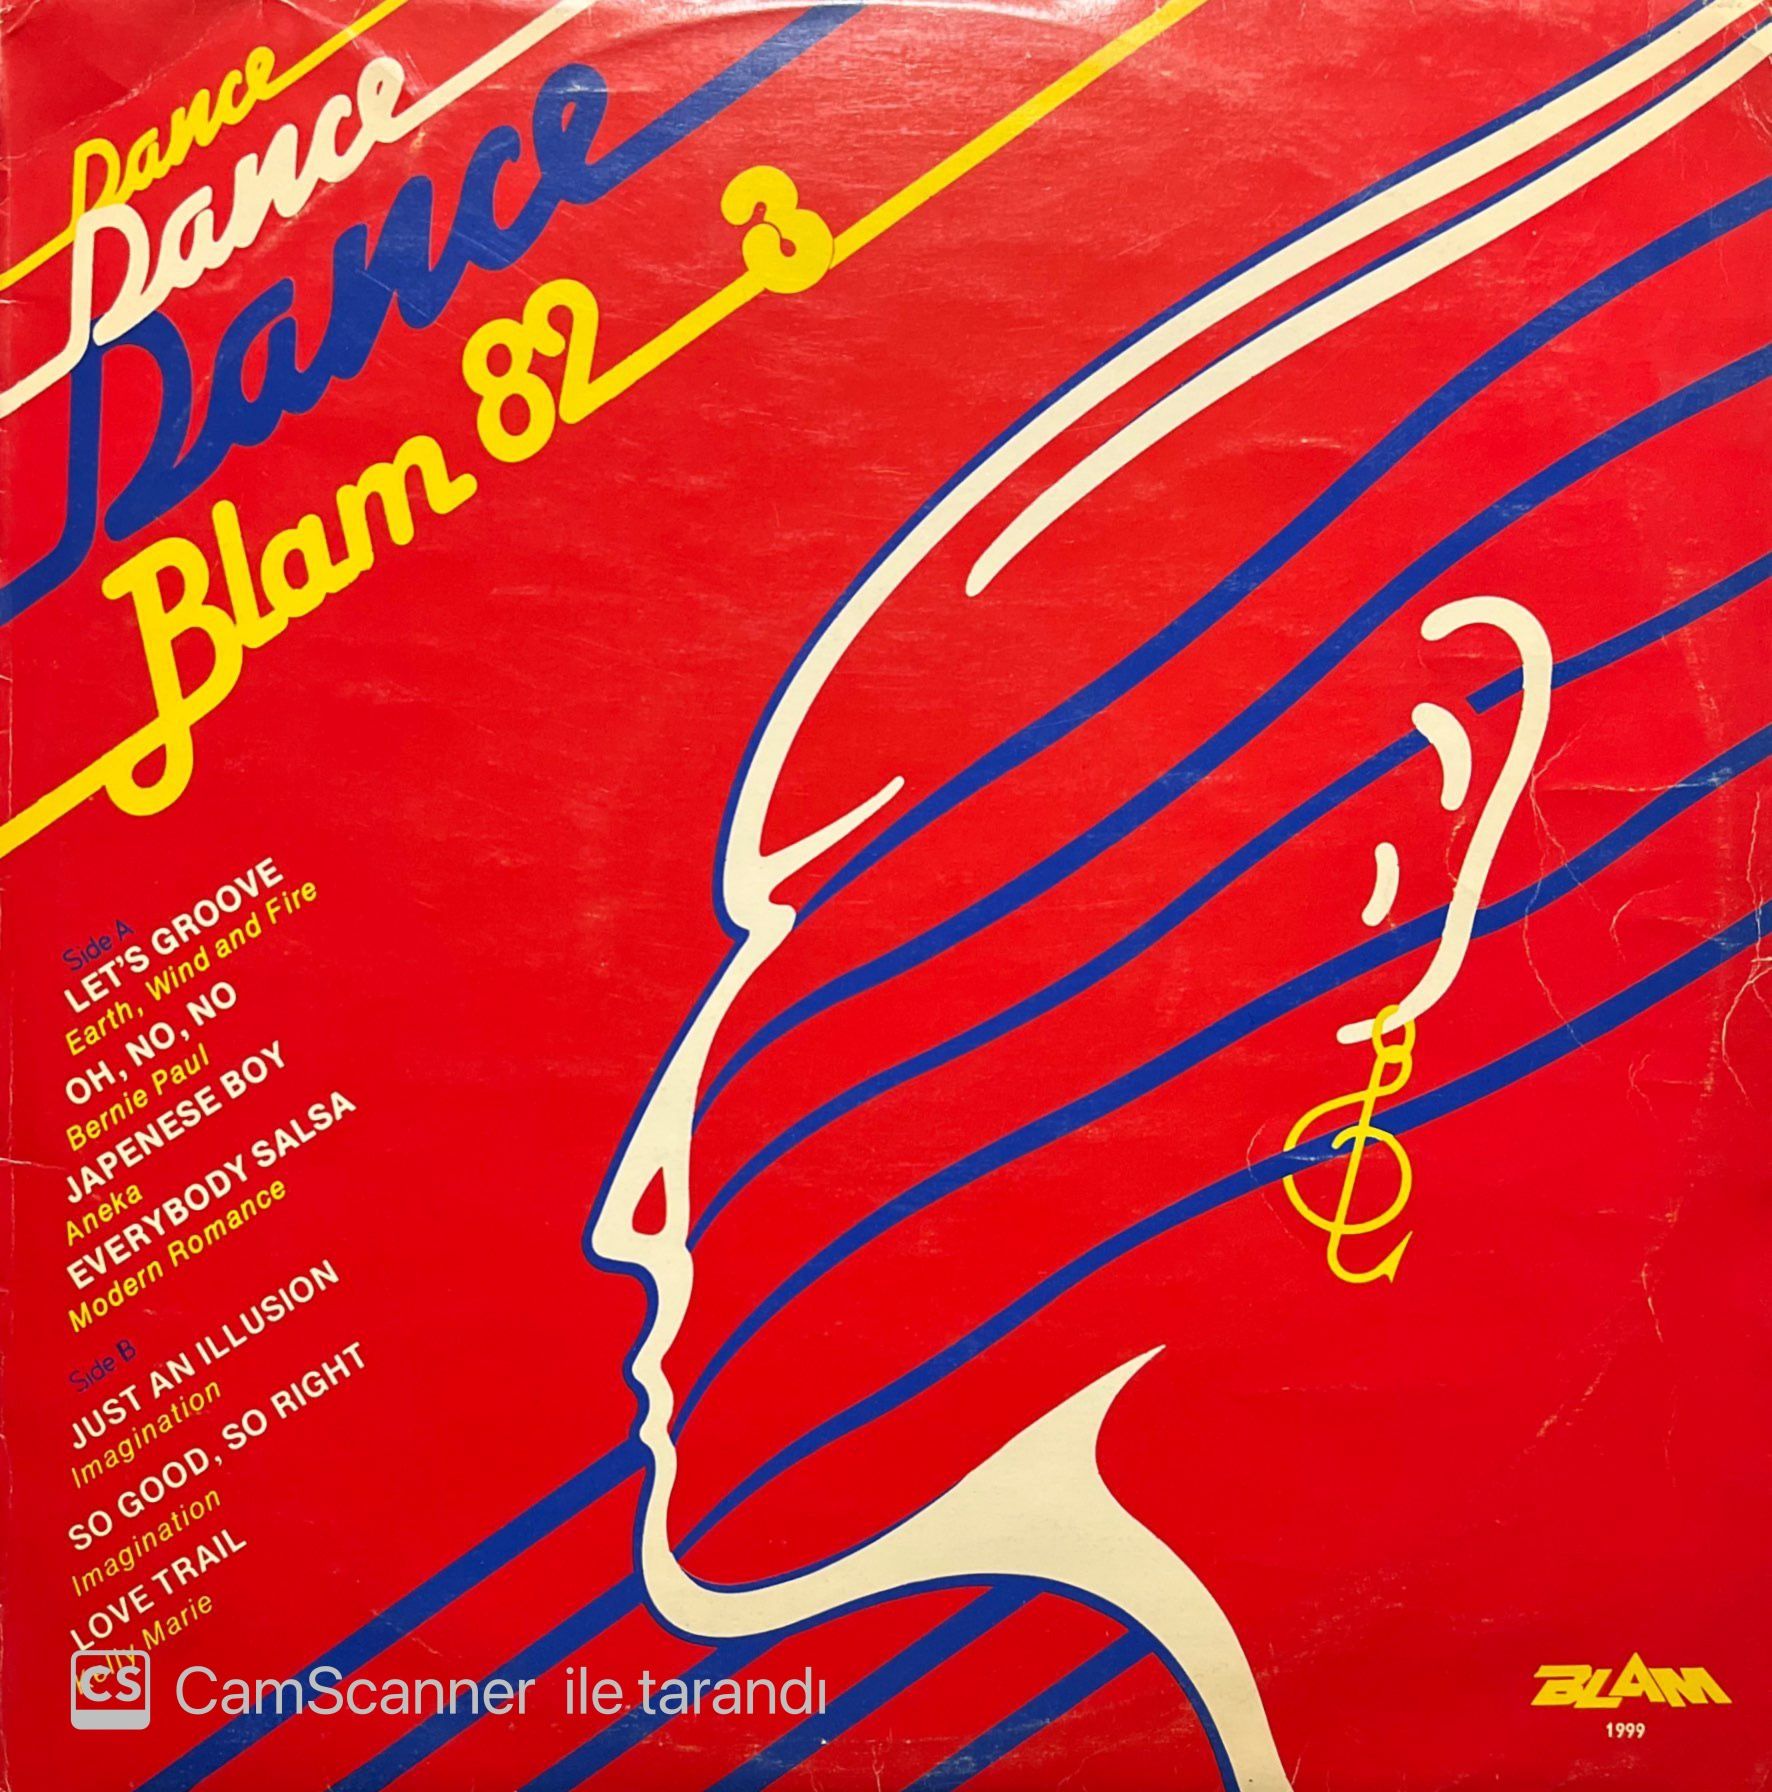 Dance
Dance
Dance
Blam 82 3
Side A
LET'S GROOVE
Earth, Wind and Fire
OH, NO, NO
Bernie Paul
JAPENESE BOY
Aneka
EVERYBODY SALSA
Modern Romance
Side B
JUST AN ILLUSION
Imagination
SO GOOD, SO RIGHT
Imagination
LOVE TRAIL
Kelly Marie
CS CamScanner ile tarandı
BLAM
1999